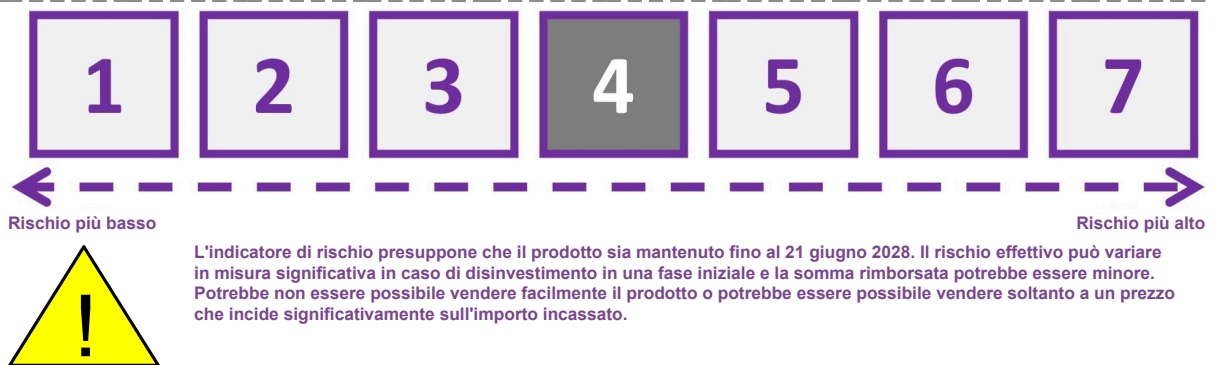 1 2 3 4 5 6 7
Rischio più basso Rischio più alto
L'indicatore di rischio presuppone che il prodotto sia mantenuto fino al 21 giugno 2028. Il rischio effettivo può variare
in misura significativa in caso di disinvestimento in una fase iniziale e la somma rimborsata potrebbe essere minore.
Potrebbe non essere possibile vendere facilmente il prodotto o potrebbe essere possibile vendere soltanto a un prezzo
che incide significativamente sull'importo incassato.
!